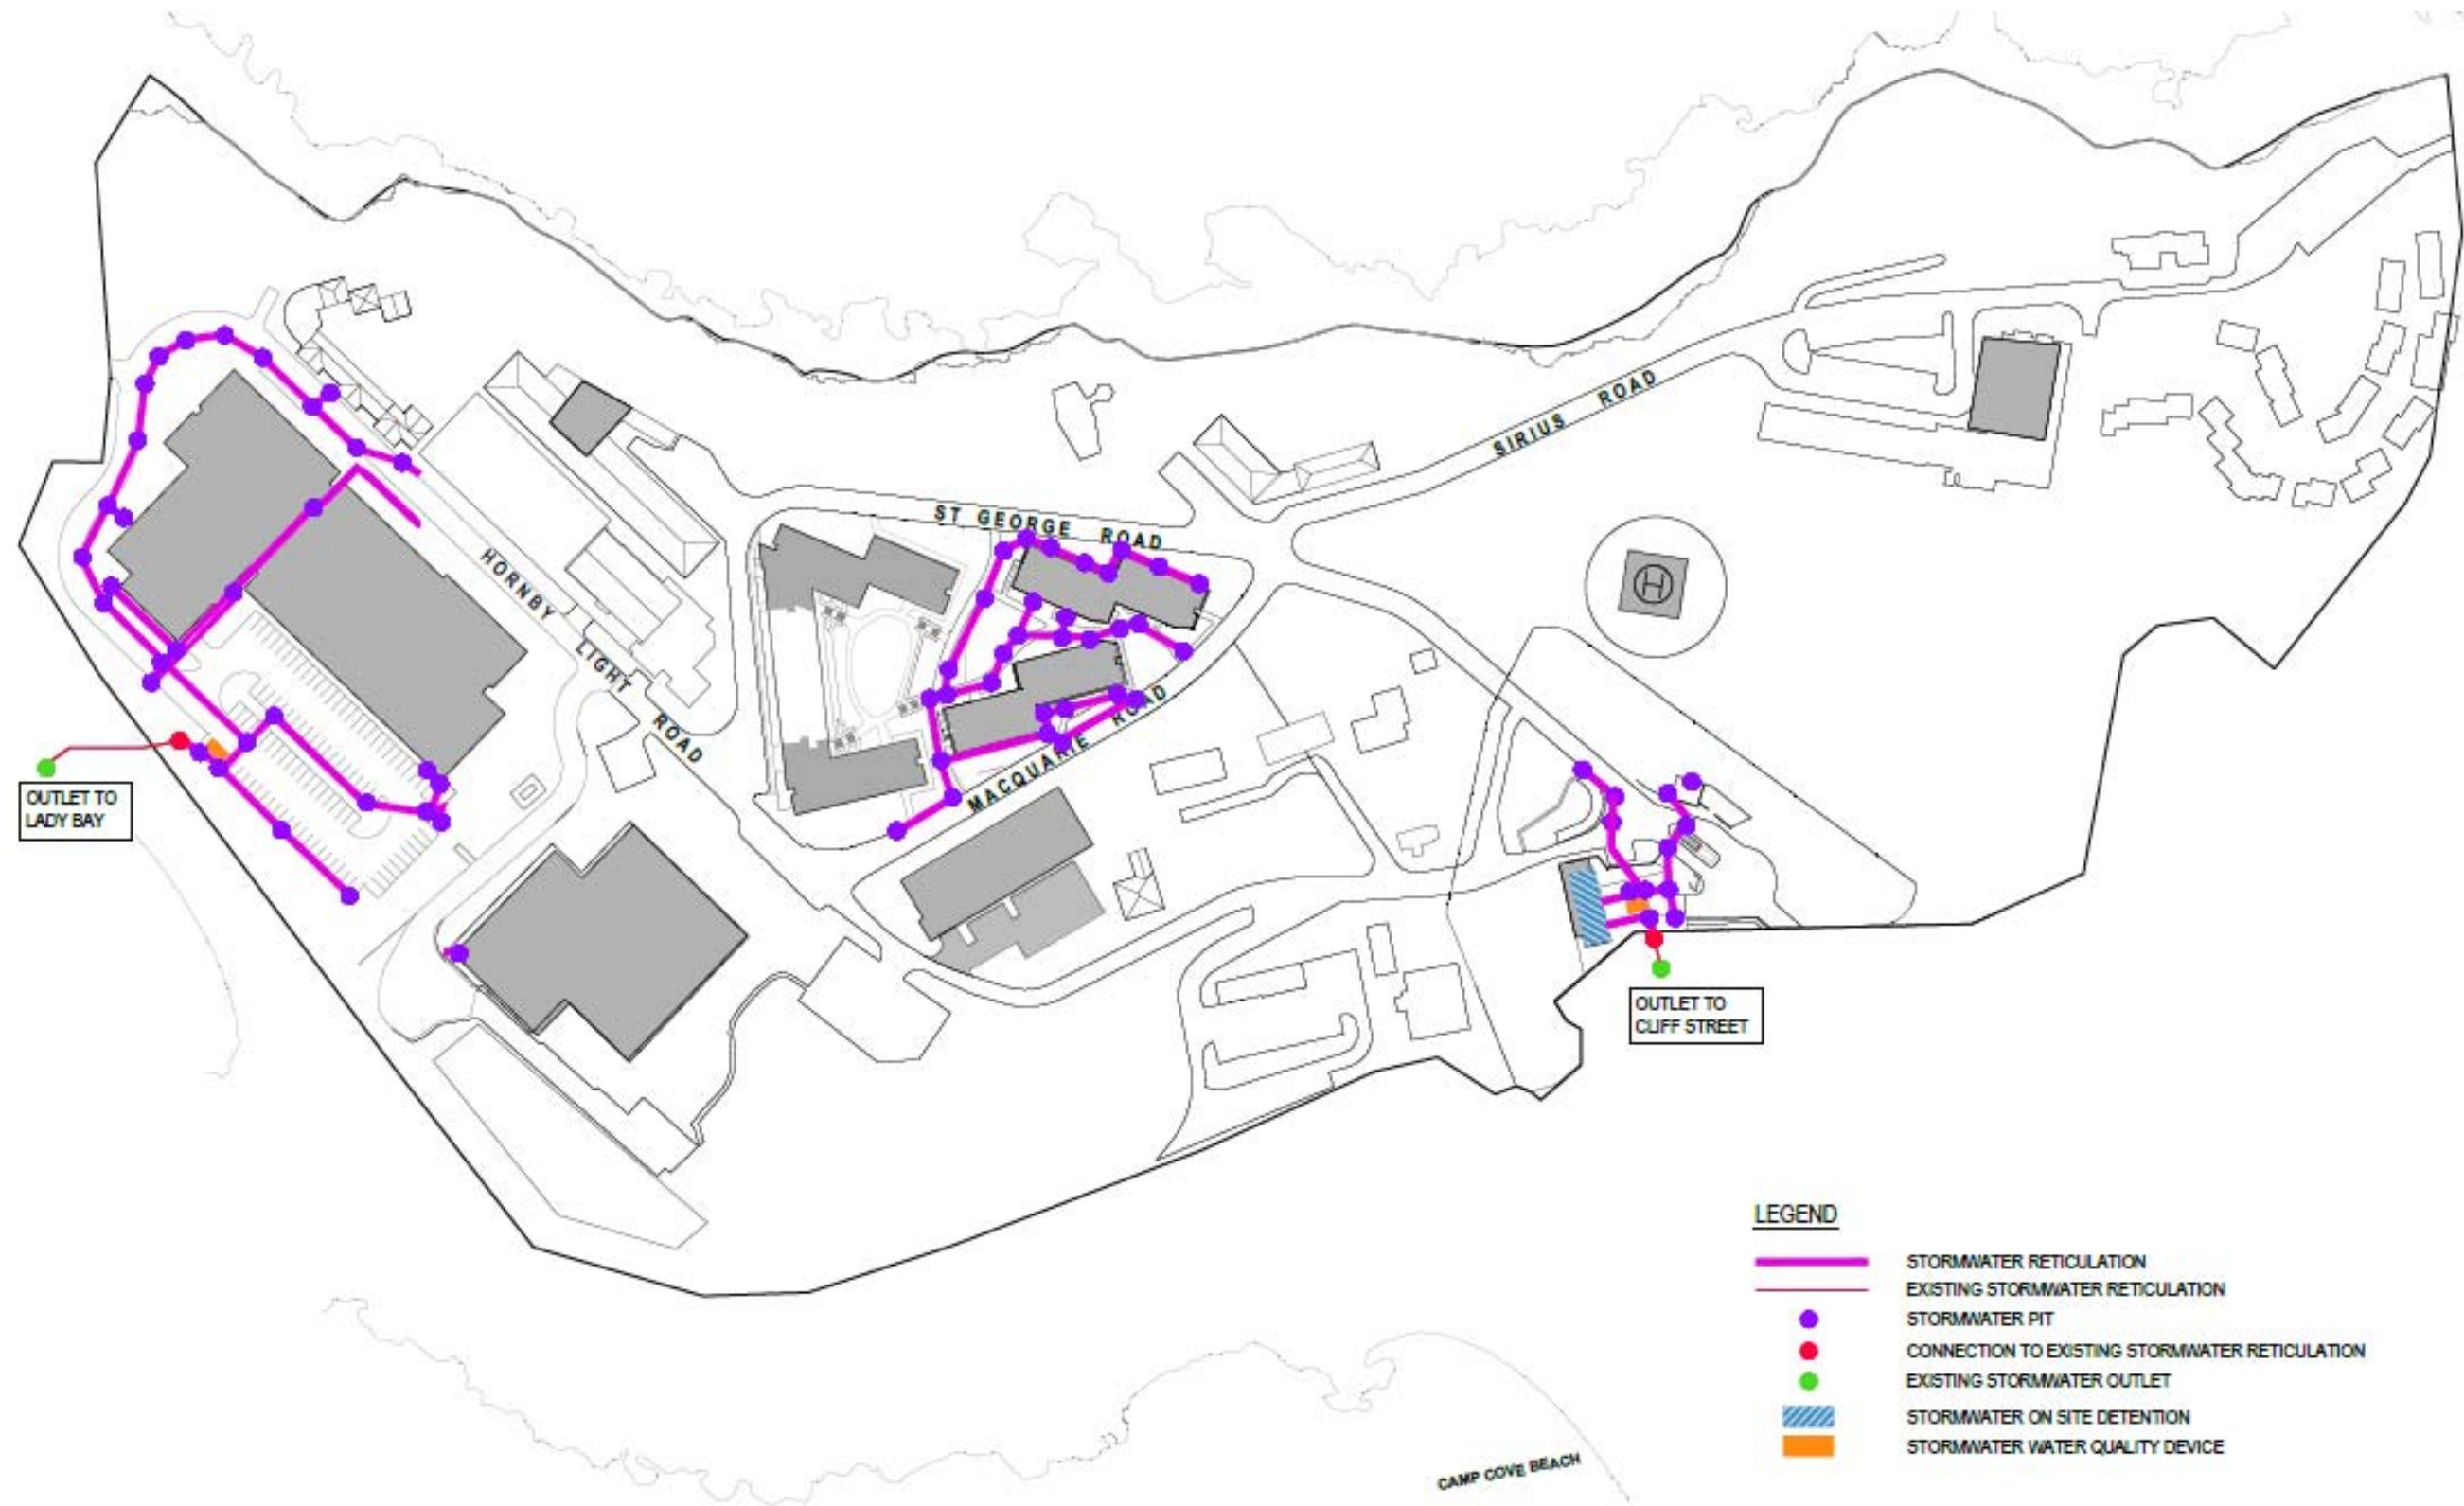 SIRIUS ROAD
ST GEORGE ROAD
H
HORNBY LIGHT ROAD
MACQUARIE ROAD
OUTLET TO
LADY BAY
OUTLET TO
CLIFF STREET
LEGEND
STORMWATER RETICULATION
EXISTING STORMWATER RETICULATION
STORMWATER PIT
CONNECTION TO EXISTING STORMWATER RETICULATION
EXISTING STORMWATER OUTLET
STORMWATER ON SITE DETENTION
STORMWATER WATER QUALITY DEVICE
CAMP COVE BEACH